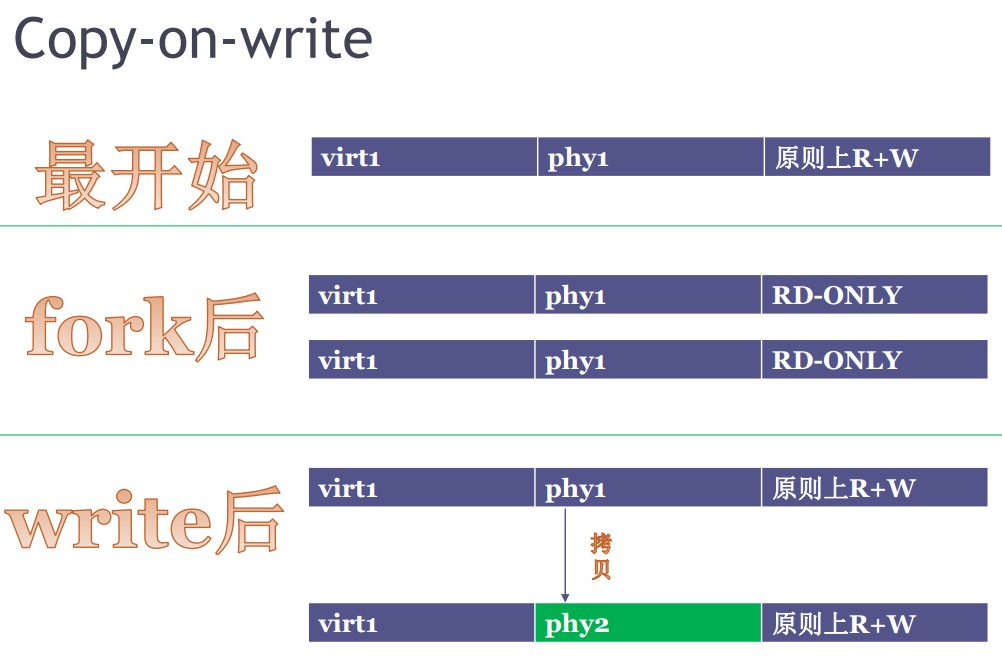 Copy-on-write
最开始
virt1 phy1 原则上R+W
fork后
virt1 phy1 RD-ONLY
virt1 phy1 RD-ONLY
write后
virt1 phy1 原则上R+W
拷
贝
virt1 phy2 原则上R+W